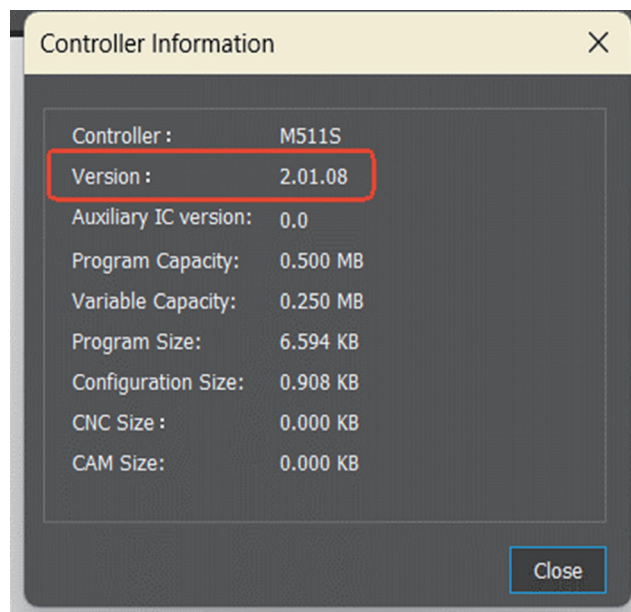 Controller Information
Controller : M511S
Version : 2.01.08
Auxiliary IC version: 0.0
Program Capacity: 0.500 MB
Variable Capacity: 0.250 MB
Program Size: 6.594 KB
Configuration Size: 0.908 KB
CNC Size : 0.000 KB
CAM Size: 0.000 KB
Close